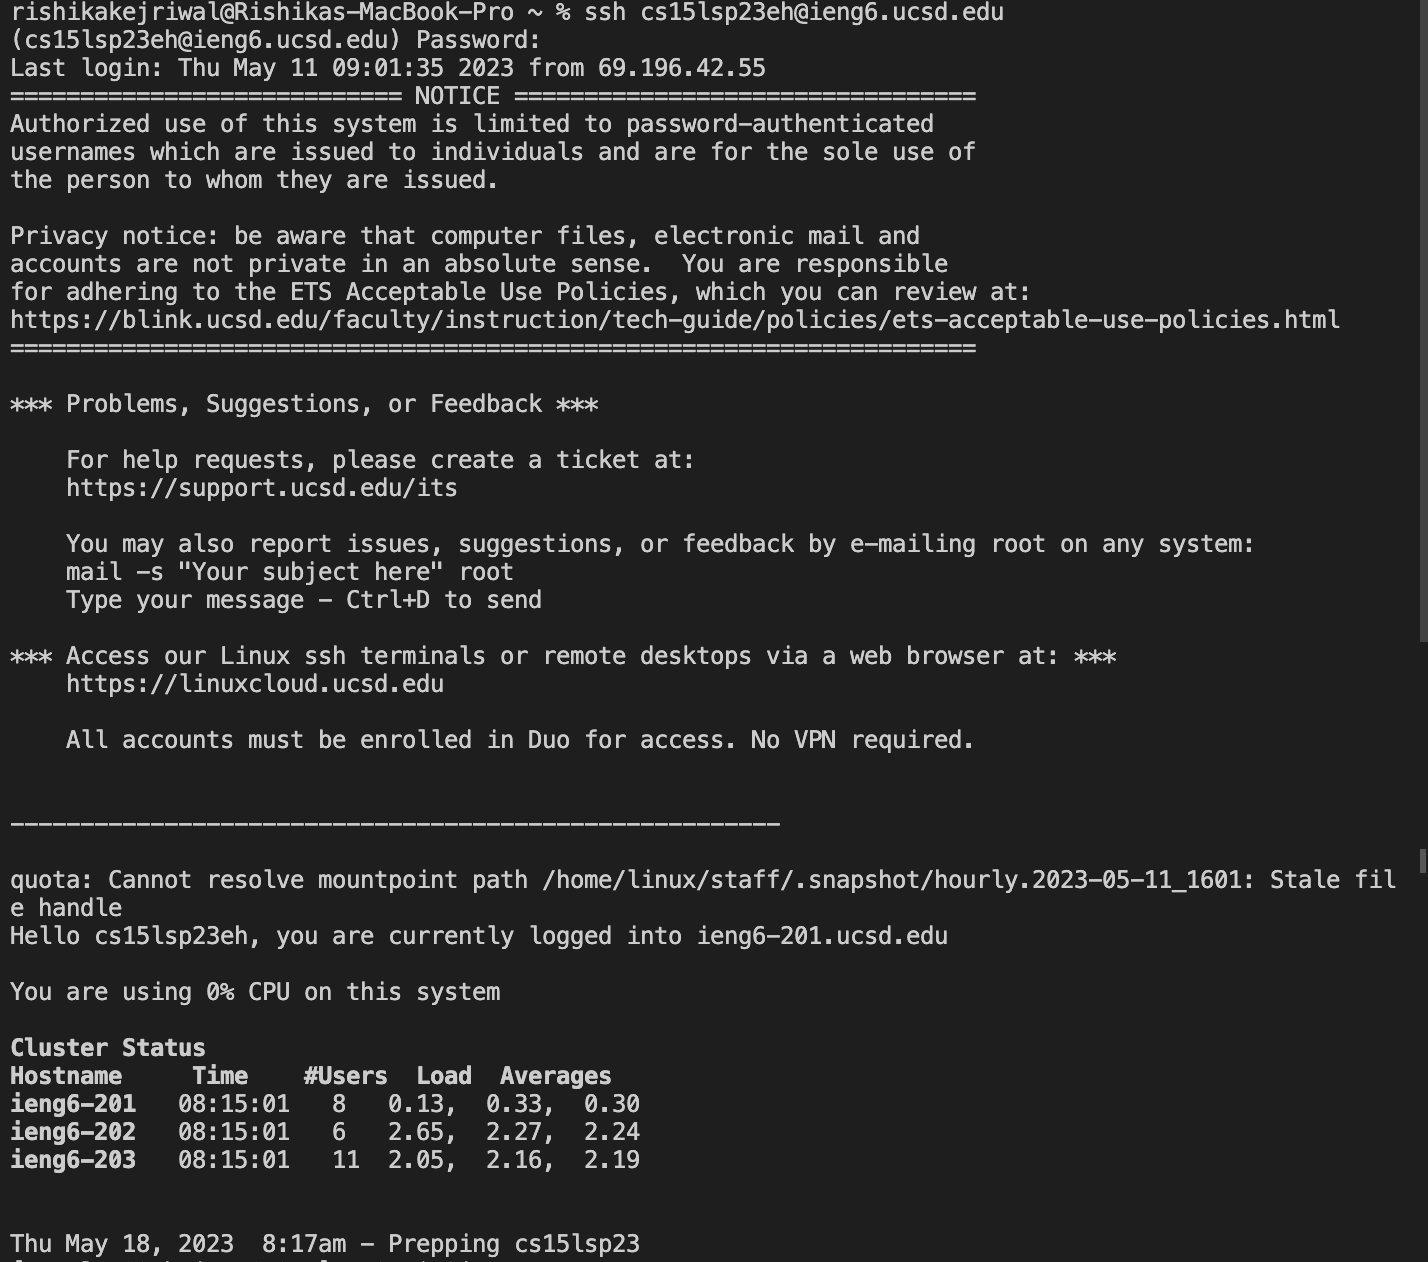 rishikakejriwal@Rishikas-MacBook-Pro ~ % ssh cs15lsp23eh@ieng6.ucsd.edu
(cs15lsp23eh@ieng6.ucsd.edu) Password:
Last login: Thu May 11 09:01:35 2023 from 69.196.42.55
============================ NOTICE =================================
Authorized use of this system is limited to password-authenticated
usernames which are issued to individuals and are for the sole use of
the person to whom they are issued.

Privacy notice: be aware that computer files, electronic mail and
accounts are not private in an absolute sense.  You are responsible
for adhering to the ETS Acceptable Use Policies, which you can review at:
https://blink.ucsd.edu/faculty/instruction/tech-guide/policies/ets-acceptable-use-policies.html
=====================================================================

*** Problems, Suggestions, or Feedback ***

    For help requests, please create a ticket at:
    https://support.ucsd.edu/its

    You may also report issues, suggestions, or feedback by e-mailing root on any system:
    mail -s "Your subject here" root
    Type your message - Ctrl+D to send

*** Access our Linux ssh terminals or remote desktops via a web browser at: ***
    https://linuxcloud.ucsd.edu

    All accounts must be enrolled in Duo for access. No VPN required.


-------------------------------------------------------

quota: Cannot resolve mountpoint path /home/linux/staff/.snapshot/hourly.2023-05-11_1601: Stale fil
e handle
Hello cs15lsp23eh, you are currently logged into ieng6-201.ucsd.edu

You are using 0% CPU on this system

Cluster Status
Hostname     Time    #Users  Load  Averages
ieng6-201   08:15:01   8   0.13,  0.33,  0.30
ieng6-202   08:15:01   6   2.65,  2.27,  2.24
ieng6-203   08:15:01   11  2.05,  2.16,  2.19


Thu May 18, 2023  8:17am - Prepping cs15lsp23